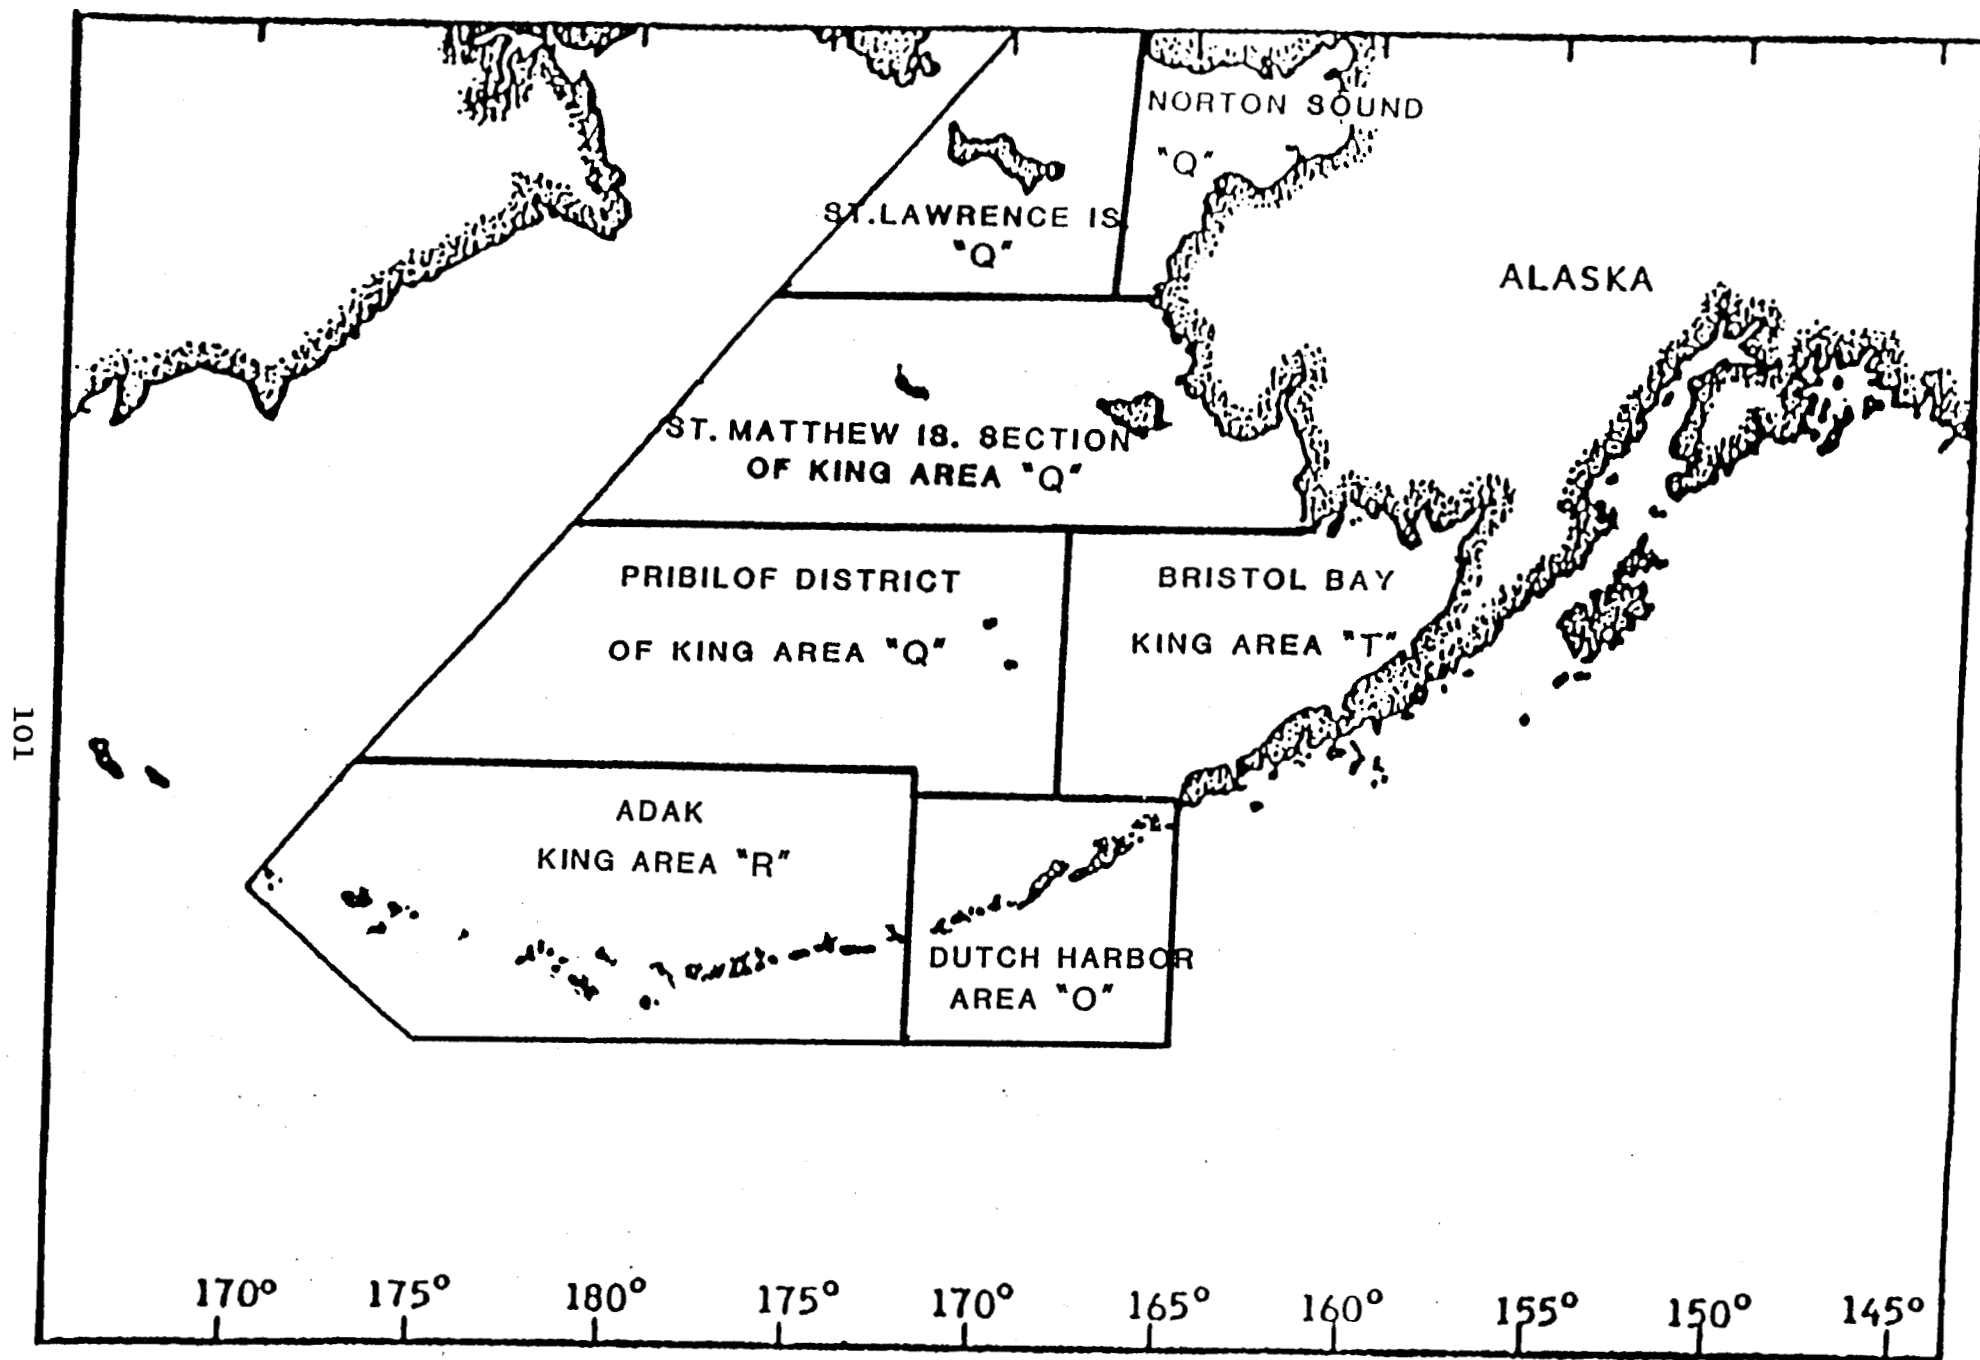 NORTON SOUND
"Q"
ST.LAWRENCE IS.
"Q"
ALASKA
ST. MATTHEW IS. SECTION
OF KING AREA "Q"
PRIBILOF DISTRICT
OF KING AREA "Q"
BRISTOL BAY
KING AREA "T"
101
ADAK
KING AREA "R"
DUTCH HARBOR
AREA "O"
170° 175° 180° 175° 170° 165° 160° 155° 150° 145°